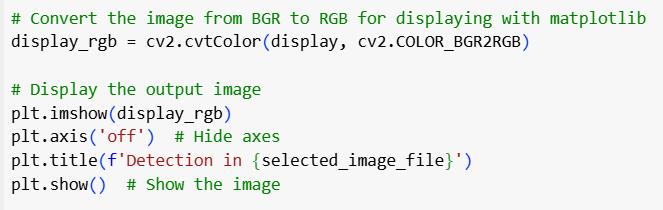 # Convert the image from BGR to RGB for displaying with matplotlib
display_rgb = cv2.cvtColor(display, cv2.COLOR_BGR2RGB)

# Display the output image
plt.imshow(display_rgb)
plt.axis('off')  # Hide axes
plt.title(f'Detection in {selected_image_file}')
plt.show()  # Show the image